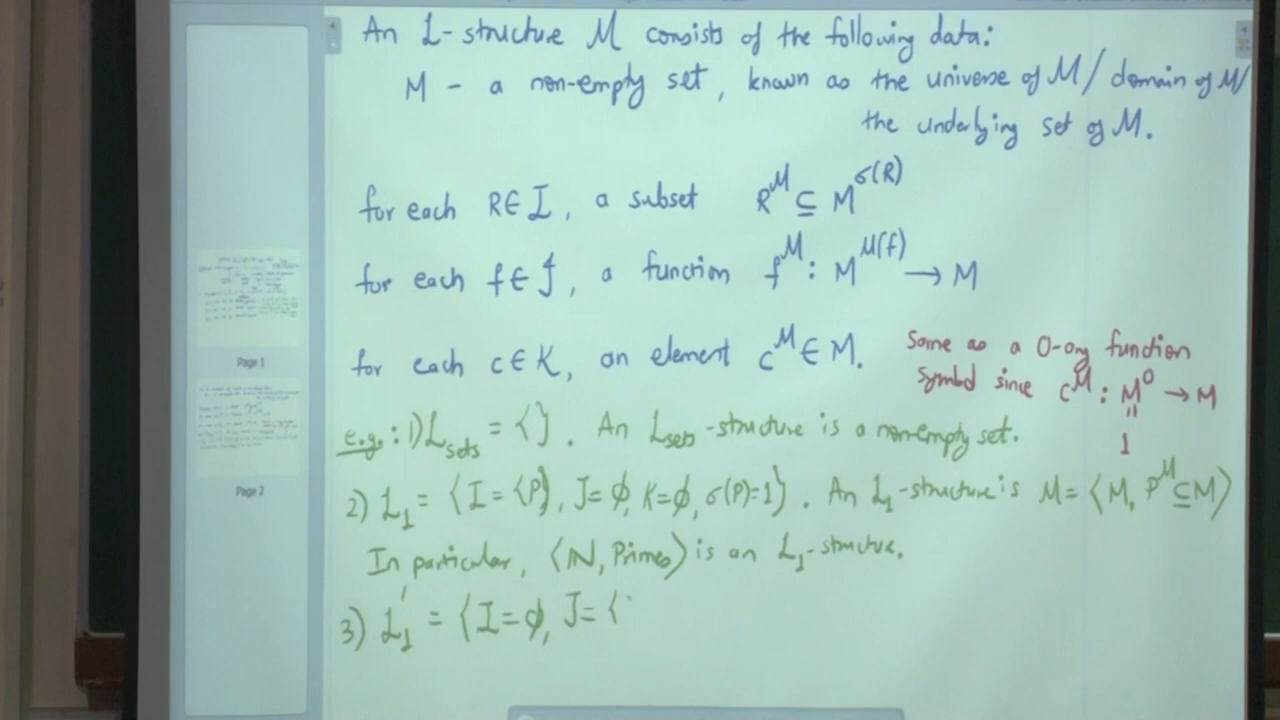 An L-structure M consists of the following data:
M - a non-empty set, known as the universe of M/ domain of M/
the underlying set of M.
for each R∈I, a subset R^M ⊆ M^σ(R)
for each f∈J, a function f^M : M^μ(f) → M
for each c∈K, an element c^M ∈ M.
Same as a 0-ary function
symbol since c^M : M^0 → M
=
1
e.g.: 1) L_sets = {}. An L_sets-structure is a non-empty set.
2) L_1 = {I = {P}, J=∅, K=∅, σ(P)=1}. An L_1-structure is M = ⟨M, P^M ⊆ M⟩
In particular, ⟨ℕ, Primes⟩ is an L_1-structure.
3) L_1' = {I=∅, J={
Page 1
Page 2